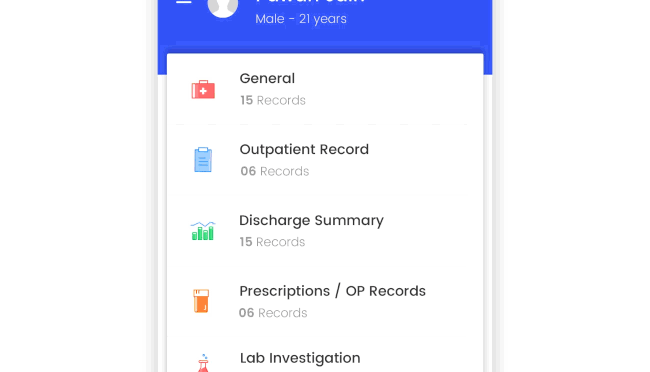 Male - 21 years
General
15 Records
Outpatient Record
06 Records
Discharge Summary
15 Records
Prescriptions / OP Records
06 Records
Lab Investigation